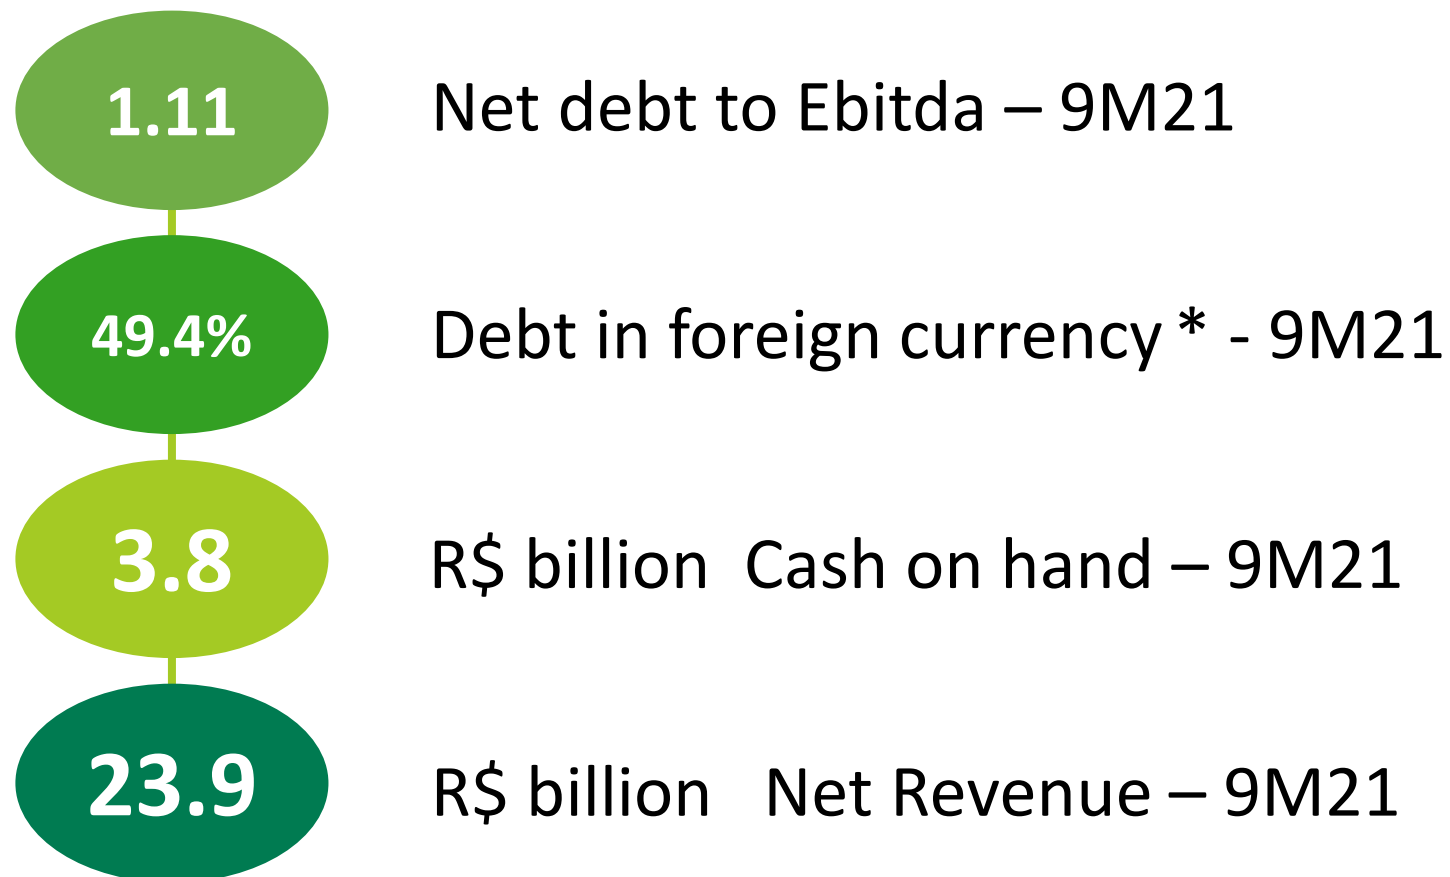 1.11 Net debt to Ebitda – 9M21
49.4% Debt in foreign currency * - 9M21
3.8 R$ billion Cash on hand – 9M21
23.9 R$ billion Net Revenue – 9M21